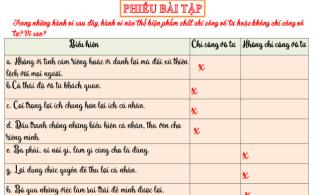 PHIẾU BÀI TẬP
Trong những hành vi sau đây, hành vi nào thể hiện phẩm chất chí công vô tư hoặc không chí công vô
tư? Vì sao?
Biểu hiện Chí công vô tư Không chí công vô tư
a. Không vì tình cảm riêng hoặc vì danh lợi mà đối xử thiên
lệch với mọi người. x
b. Có thái độ vô tư khách quan. x
c. Coi trọng lợi ích chung hơn lợi ích cá nhân. x
d. Đấu tranh chống những biểu hiện cá nhân, thu vén cho
riêng mình. x
e. Ba phải, ai nói gì, làm gì cũng cho là đúng. x
g. Lợi dụng chức quyền để thu lợi cá nhân. x
h. Bỏ qua những việc làm sai trái để mình được lợi. x